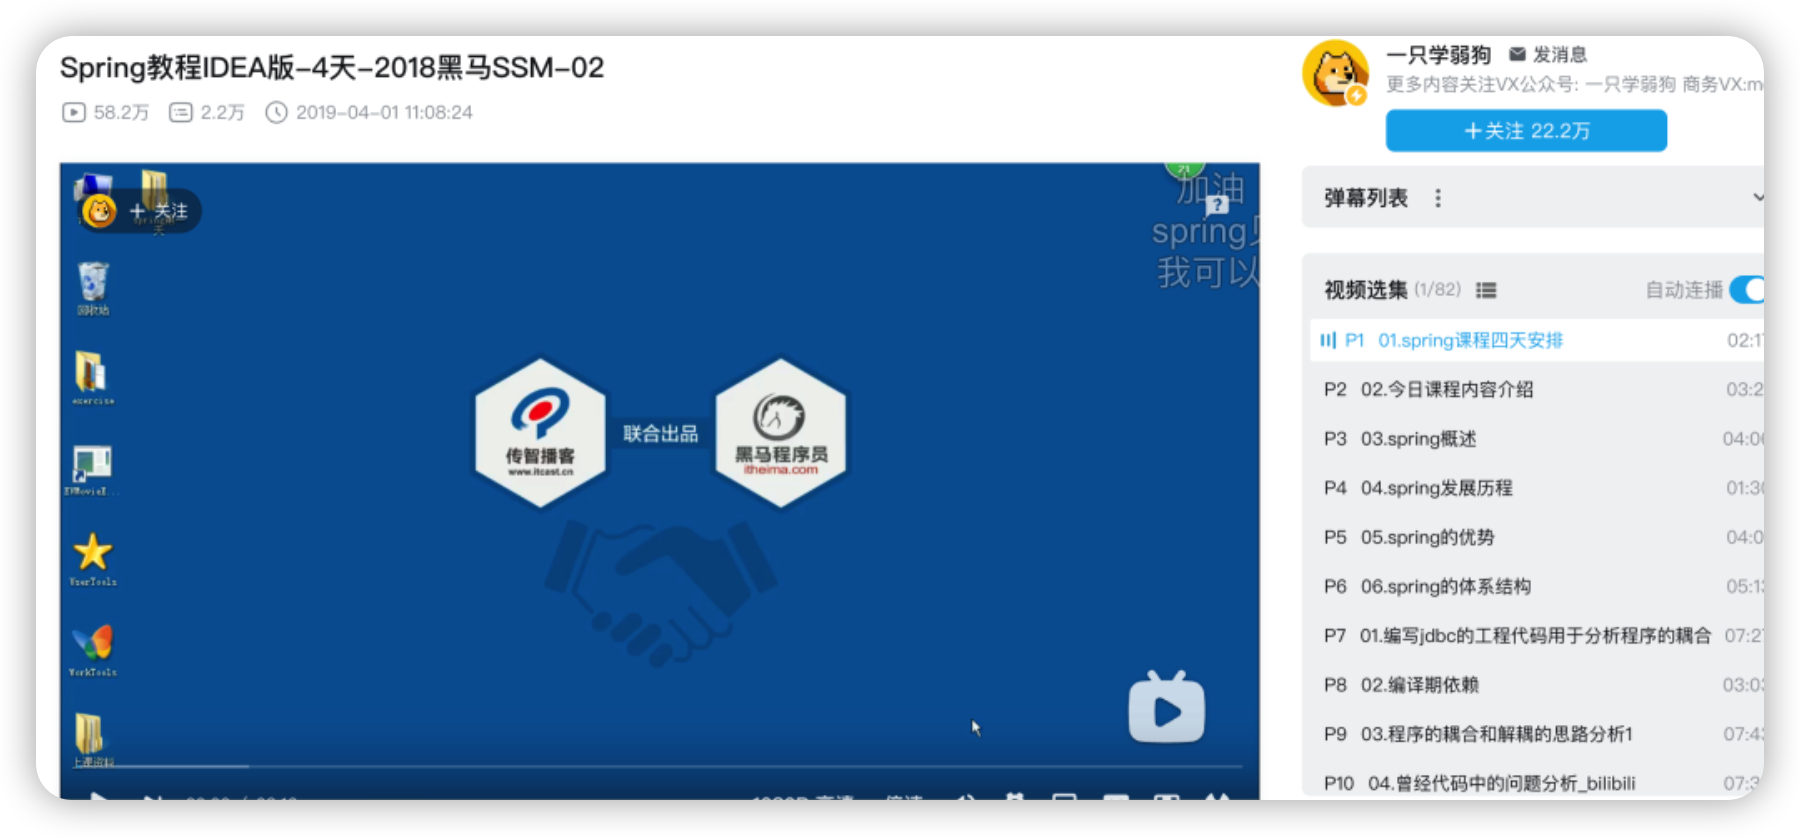 Spring教程IDEA版-4天-2018黑马SSM-02
58.2万 2.2万 2019-04-01 11:08:24
一只学弱狗 发消息
更多内容关注VX公众号: 一只学弱狗 商务VX:m
+关注 22.2万
弹幕列表
视频选集 (1/82) 自动连播
P1 01.spring课程四天安排 02:1
P2 02.今日课程内容介绍 03:2
P3 03.spring概述 04:0
P4 04.spring发展历程 01:3
P5 05.spring的优势 04:0
P6 06.spring的体系结构 05:1
P7 01.编写jdbc的工程代码用于分析程序的耦合 07:2
P8 02.编译期依赖 03:0
P9 03.程序的耦合和解耦的思路分析1 07:4
P10 04.曾经代码中的问题分析_bilibili 07:3
+ 关注
天
加油
spring
我可以
回收站
exercise
UserTools
WorkTools
上课资料
传智播客
www.itcast.cn
联合出品
黑马程序员
itheima.com